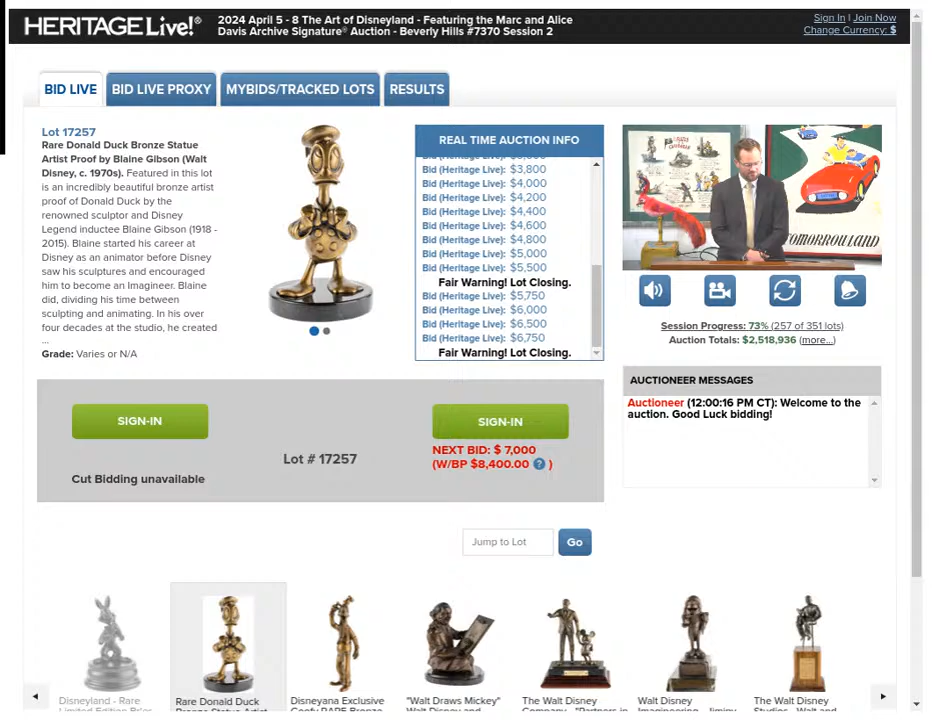 HERITAGE Live!®
2024 April 5 - 8 The Art of Disneyland - Featuring the Marc and Alice
Davis Archive Signature® Auction - Beverly Hills #7370 Session 2
Sign In | Join Now
Change Currency: $
BID LIVE
BID LIVE PROXY
MYBIDS/TRACKED LOTS
RESULTS
Lot 17257
Rare Donald Duck Bronze Statue
Artist Proof by Blaine Gibson (Walt
Disney, c. 1970s). Featured in this lot
is an incredibly beautiful bronze artist
proof of Donald Duck by the
renowned sculptor and Disney
Legend inductee Blaine Gibson (1918 -
2015). Blaine started his career at
Disney as an animator before Disney
saw his sculptures and encouraged
him to become an Imagineer. Blaine
did, dividing his time between
sculpting and animating. In his over
four decades at the studio, he created
...
Grade: Varies or N/A
REAL TIME AUCTION INFO
Bid (Heritage Live): $3,800
Bid (Heritage Live): $4,000
Bid (Heritage Live): $4,200
Bid (Heritage Live): $4,400
Bid (Heritage Live): $4,600
Bid (Heritage Live): $4,800
Bid (Heritage Live): $5,000
Bid (Heritage Live): $5,500
Fair Warning! Lot Closing.
Bid (Heritage Live): $5,750
Bid (Heritage Live): $6,000
Bid (Heritage Live): $6,500
Bid (Heritage Live): $6,750
Fair Warning! Lot Closing.
TOMORROWLAND
Session Progress: 73% (257 of 351 lots)
Auction Totals: $2,518,936 (more...)
AUCTIONEER MESSAGES
Auctioneer (12:00:16 PM CT): Welcome to the
auction. Good Luck bidding!
SIGN-IN
Cut Bidding unavailable
Lot # 17257
SIGN-IN
NEXT BID: $ 7,000
(W/BP $8,400.00 ? )
Jump to Lot
Go
Disneyland - Rare
Rare Donald Duck
Disneyana Exclusive
"Walt Draws Mickey"
The Walt Disney
Walt Disney
The Walt Disney